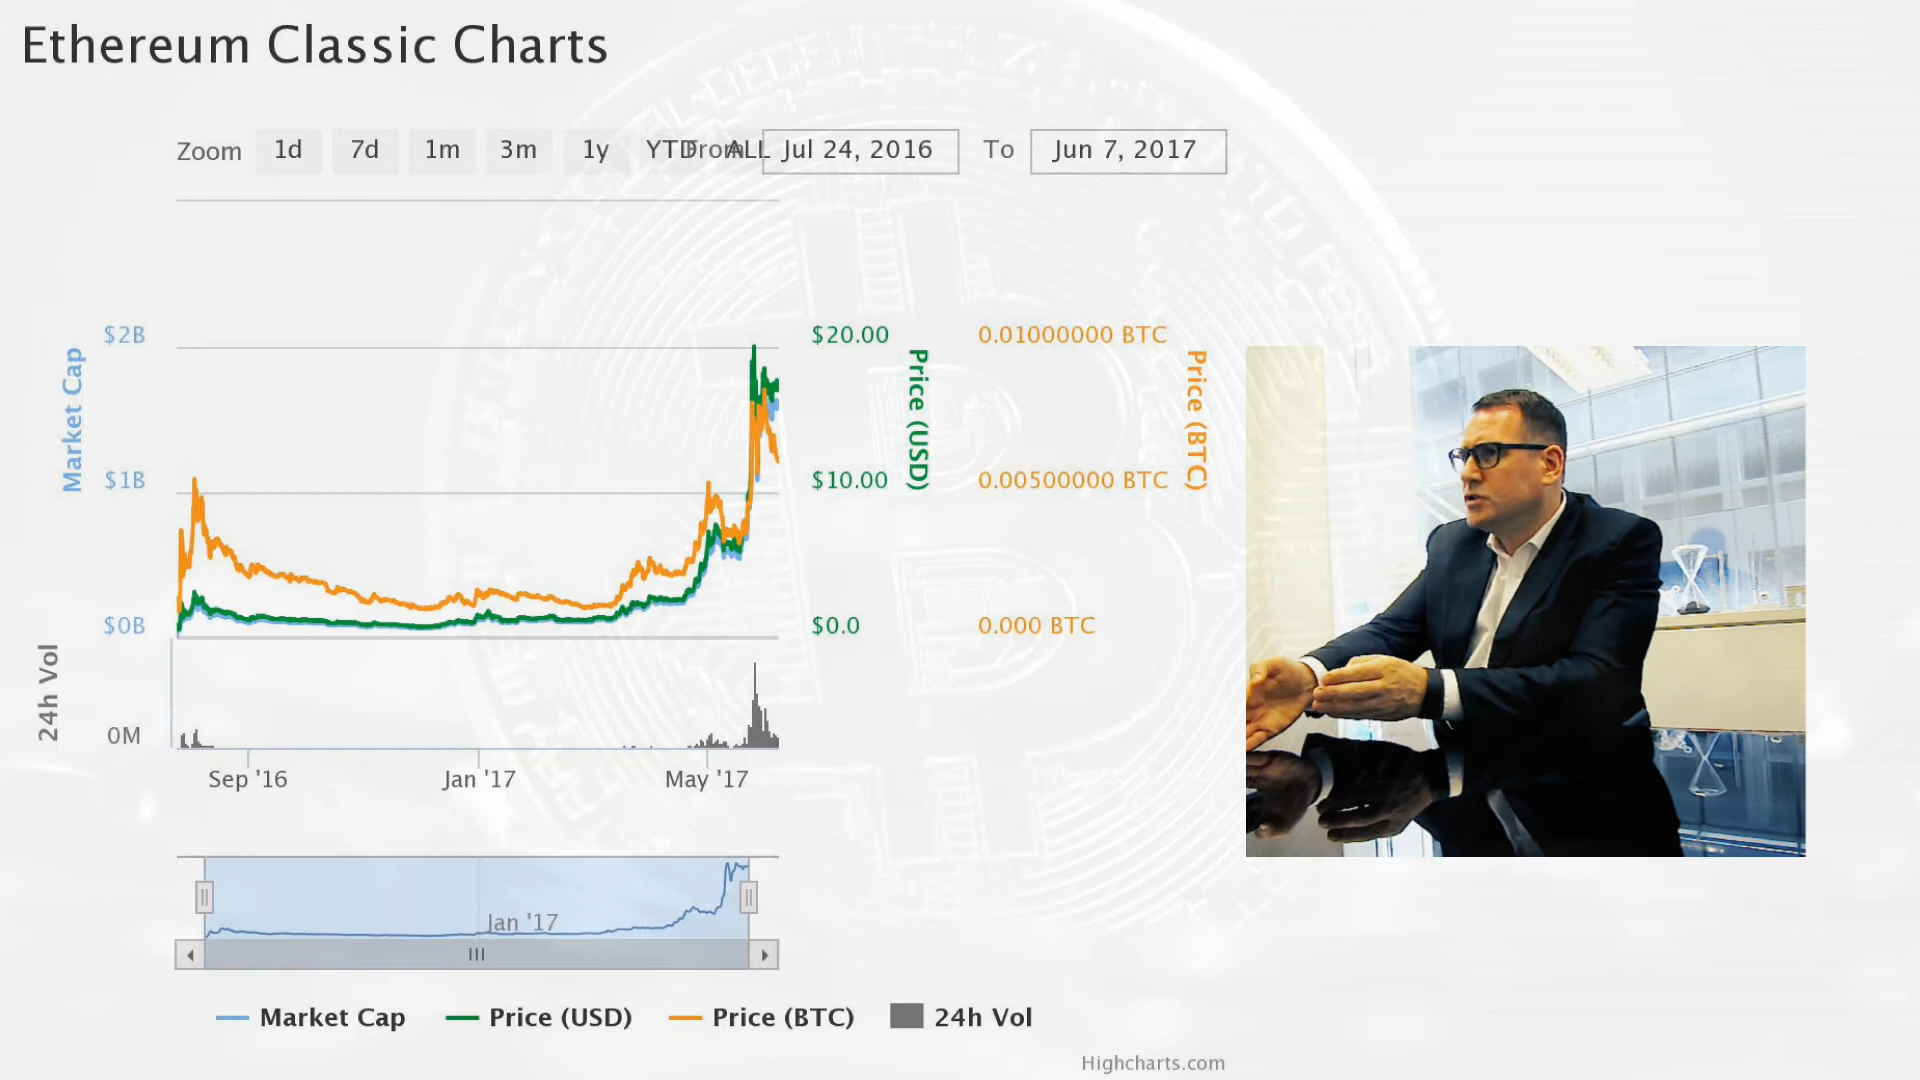 Ethereum Classic Charts
Zoom 1d 7d 1m 3m 1y YTD From ALL Jul 24, 2016 To Jun 7, 2017
Market Cap
$2B
$1B
$0B
$20.00
$10.00
$0.0
Price (USD)
0.01000000 BTC
0.00500000 BTC
0.000 BTC
Price (BTC)
24h Vol
0M
Sep '16 Jan '17 May '17
Jan '17
Market Cap Price (USD) Price (BTC) 24h Vol
Highcharts.com